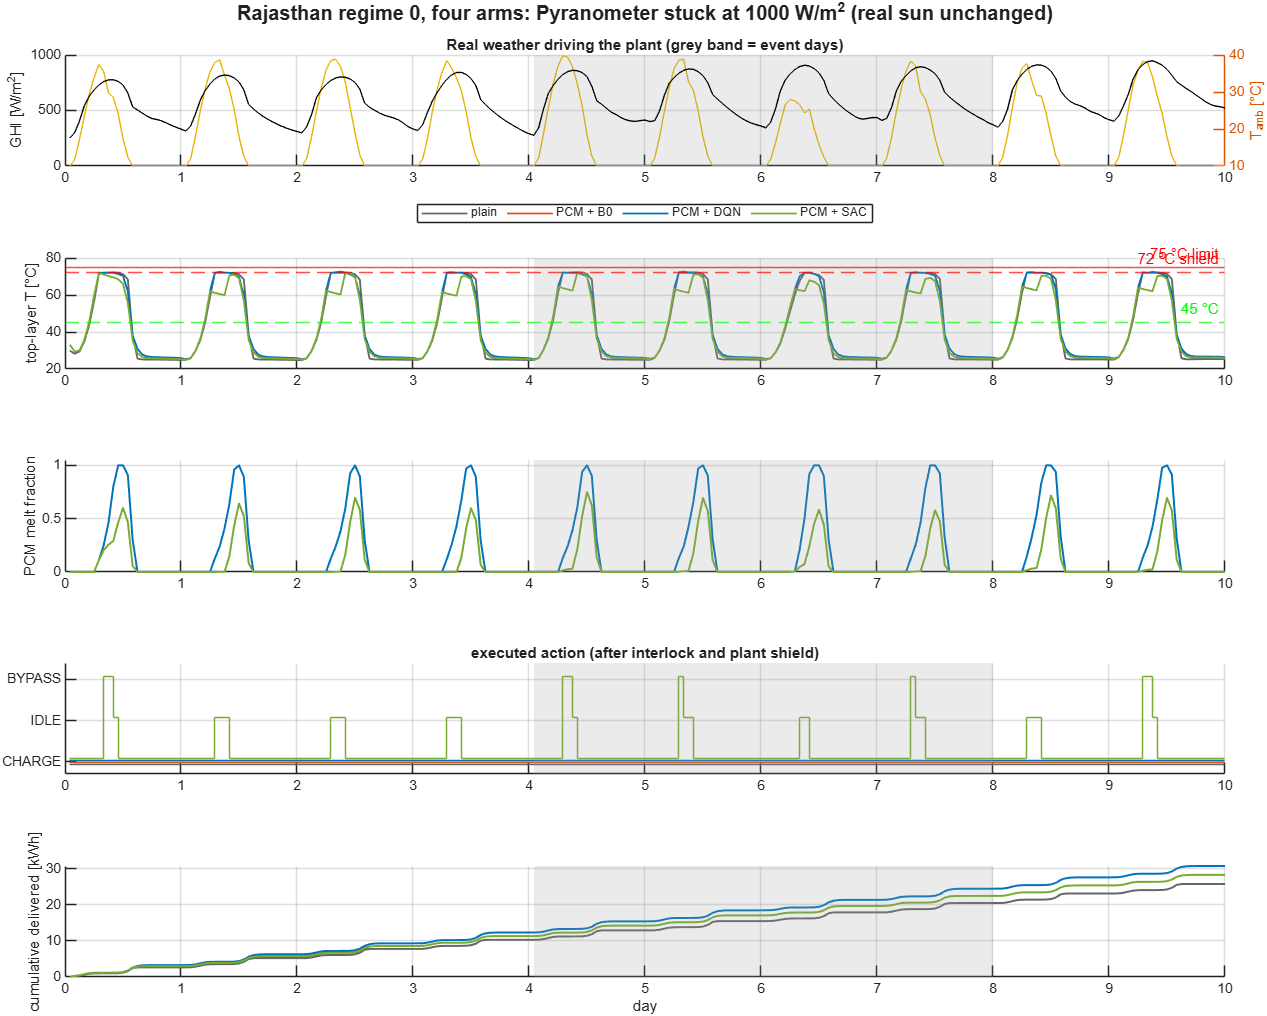 Rajasthan regime 0, four arms: Pyranometer stuck at 1000 W/m² (real sun unchanged)
Real weather driving the plant (grey band = event days)
GHI [W/m²]
1000
500
0
40
30
20
10
T_amb [°C]
0 1 2 3 4 5 6 7 8 9 10
plain PCM + B0 PCM + DQN PCM + SAC
top-layer T [°C]
80
60
40
20
75 °C limit
72 °C shield
45 °C
0 1 2 3 4 5 6 7 8 9 10
PCM melt fraction
1
0.5
0
0 1 2 3 4 5 6 7 8 9 10
executed action (after interlock and plant shield)
BYPASS
IDLE
CHARGE
0 1 2 3 4 5 6 7 8 9 10
cumulative delivered [kWh]
30
20
10
0
0 1 2 3 4 5 6 7 8 9 10
day